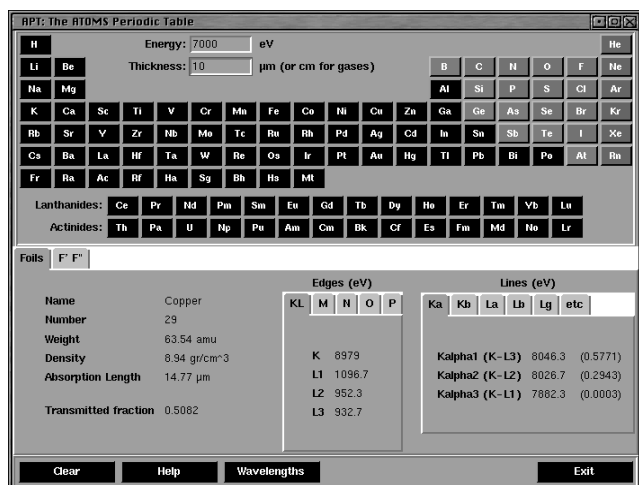 APT: The ATOMS Periodic Table
H Energy: 7000 eV He
Li Be Thickness: 10 µm (or cm for gases) B C N O F Ne
Na Mg Al Si P S Cl Ar
K Ca Sc Ti V Cr Mn Fe Co Ni Cu Zn Ga Ge As Se Br Kr
Rb Sr Y Zr Nb Mo Tc Ru Rh Pd Ag Cd In Sn Sb Te I Xe
Cs Ba La Hf Ta W Re Os Ir Pt Au Hg Tl Pb Bi Po At Rn
Fr Ra Ac Rf Ha Sg Bh Hs Mt
Lanthanides: Ce Pr Nd Pm Sm Eu Gd Tb Dy Ho Er Tm Yb Lu
Actinides: Th Pa U Np Pu Am Cm Bk Cf Es Fm Md No Lr
Foils F' F"
Name Copper
Number 29
Weight 63.54 amu
Density 8.94 gr/cm^3
Absorption Length 14.77 µm
Transmitted fraction 0.5082
Edges (eV)
KL M N O P
K 8979
L1 1096.7
L2 952.3
L3 932.7
Lines (eV)
Ka Kb La Lb Lg etc
Kalpha1 (K-L3) 8046.3 (0.5771)
Kalpha2 (K-L2) 8026.7 (0.2943)
Kalpha3 (K-L1) 7882.3 (0.0003)
Clear Help Wavelengths Exit